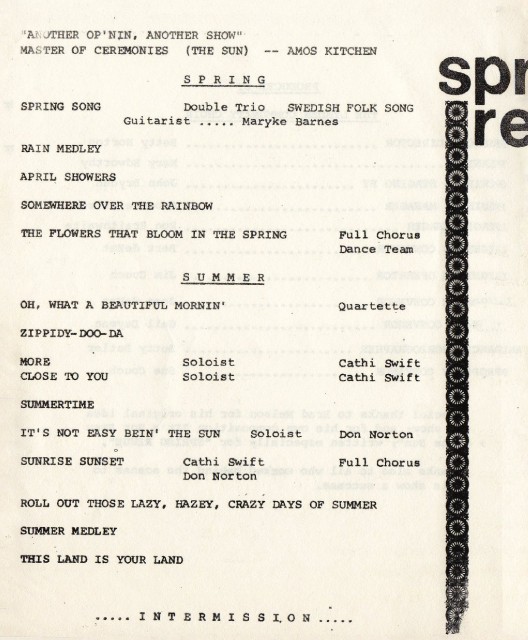 "ANOTHER OP'NIN, ANOTHER SHOW"
MASTER OF CEREMONIES (THE SUN) -- AMOS KITCHEN
SPRING
SPRING SONG Double Trio SWEDISH FOLK SONG
Guitarist ..... Maryke Barnes
RAIN MEDLEY
APRIL SHOWERS
SOMEWHERE OVER THE RAINBOW
THE FLOWERS THAT BLOOM IN THE SPRING Full Chorus
Dance Team
SUMMER
OH, WHAT A BEAUTIFUL MORNIN' Quartette
ZIPPIDY-DOO-DA
MORE Soloist Cathi Swift
CLOSE TO YOU Soloist Cathi Swift
SUMMERTIME
IT'S NOT EASY BEIN' THE SUN Soloist Don Norton
SUNRISE SUNSET Cathi Swift Full Chorus
Don Norton
ROLL OUT THOSE LAZY, HAZEY, CRAZY DAYS OF SUMMER
SUMMER MEDLEY
THIS LAND IS YOUR LAND
..... INTERMISSION .....
spr
re